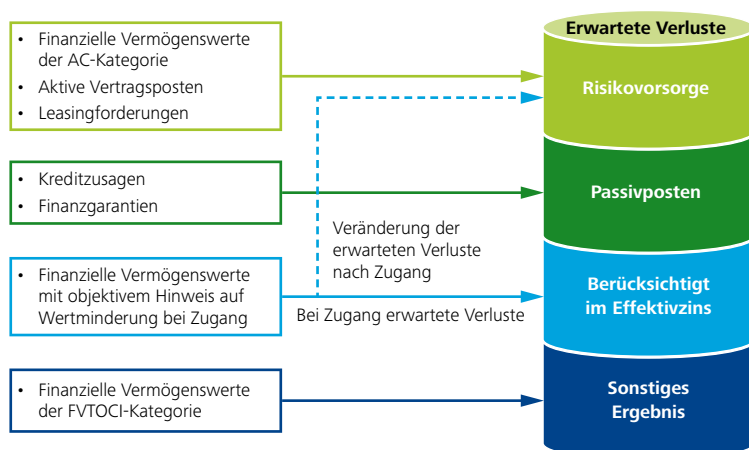 • Finanzielle Vermögenswerte
der AC-Kategorie
• Aktive Vertragsposten
• Leasingforderungen
• Kreditzusagen
• Finanzgarantien
• Finanzielle Vermögenswerte
mit objektivem Hinweis auf
Wertminderung bei Zugang
• Finanzielle Vermögenswerte
der FVTOCI-Kategorie
Veränderung der
erwarteten Verluste
nach Zugang
Bei Zugang erwartete Verluste
Erwartete Verluste
Risikovorsorge
Passivposten
Berücksichtigt
im Effektivzins
Sonstiges
Ergebnis